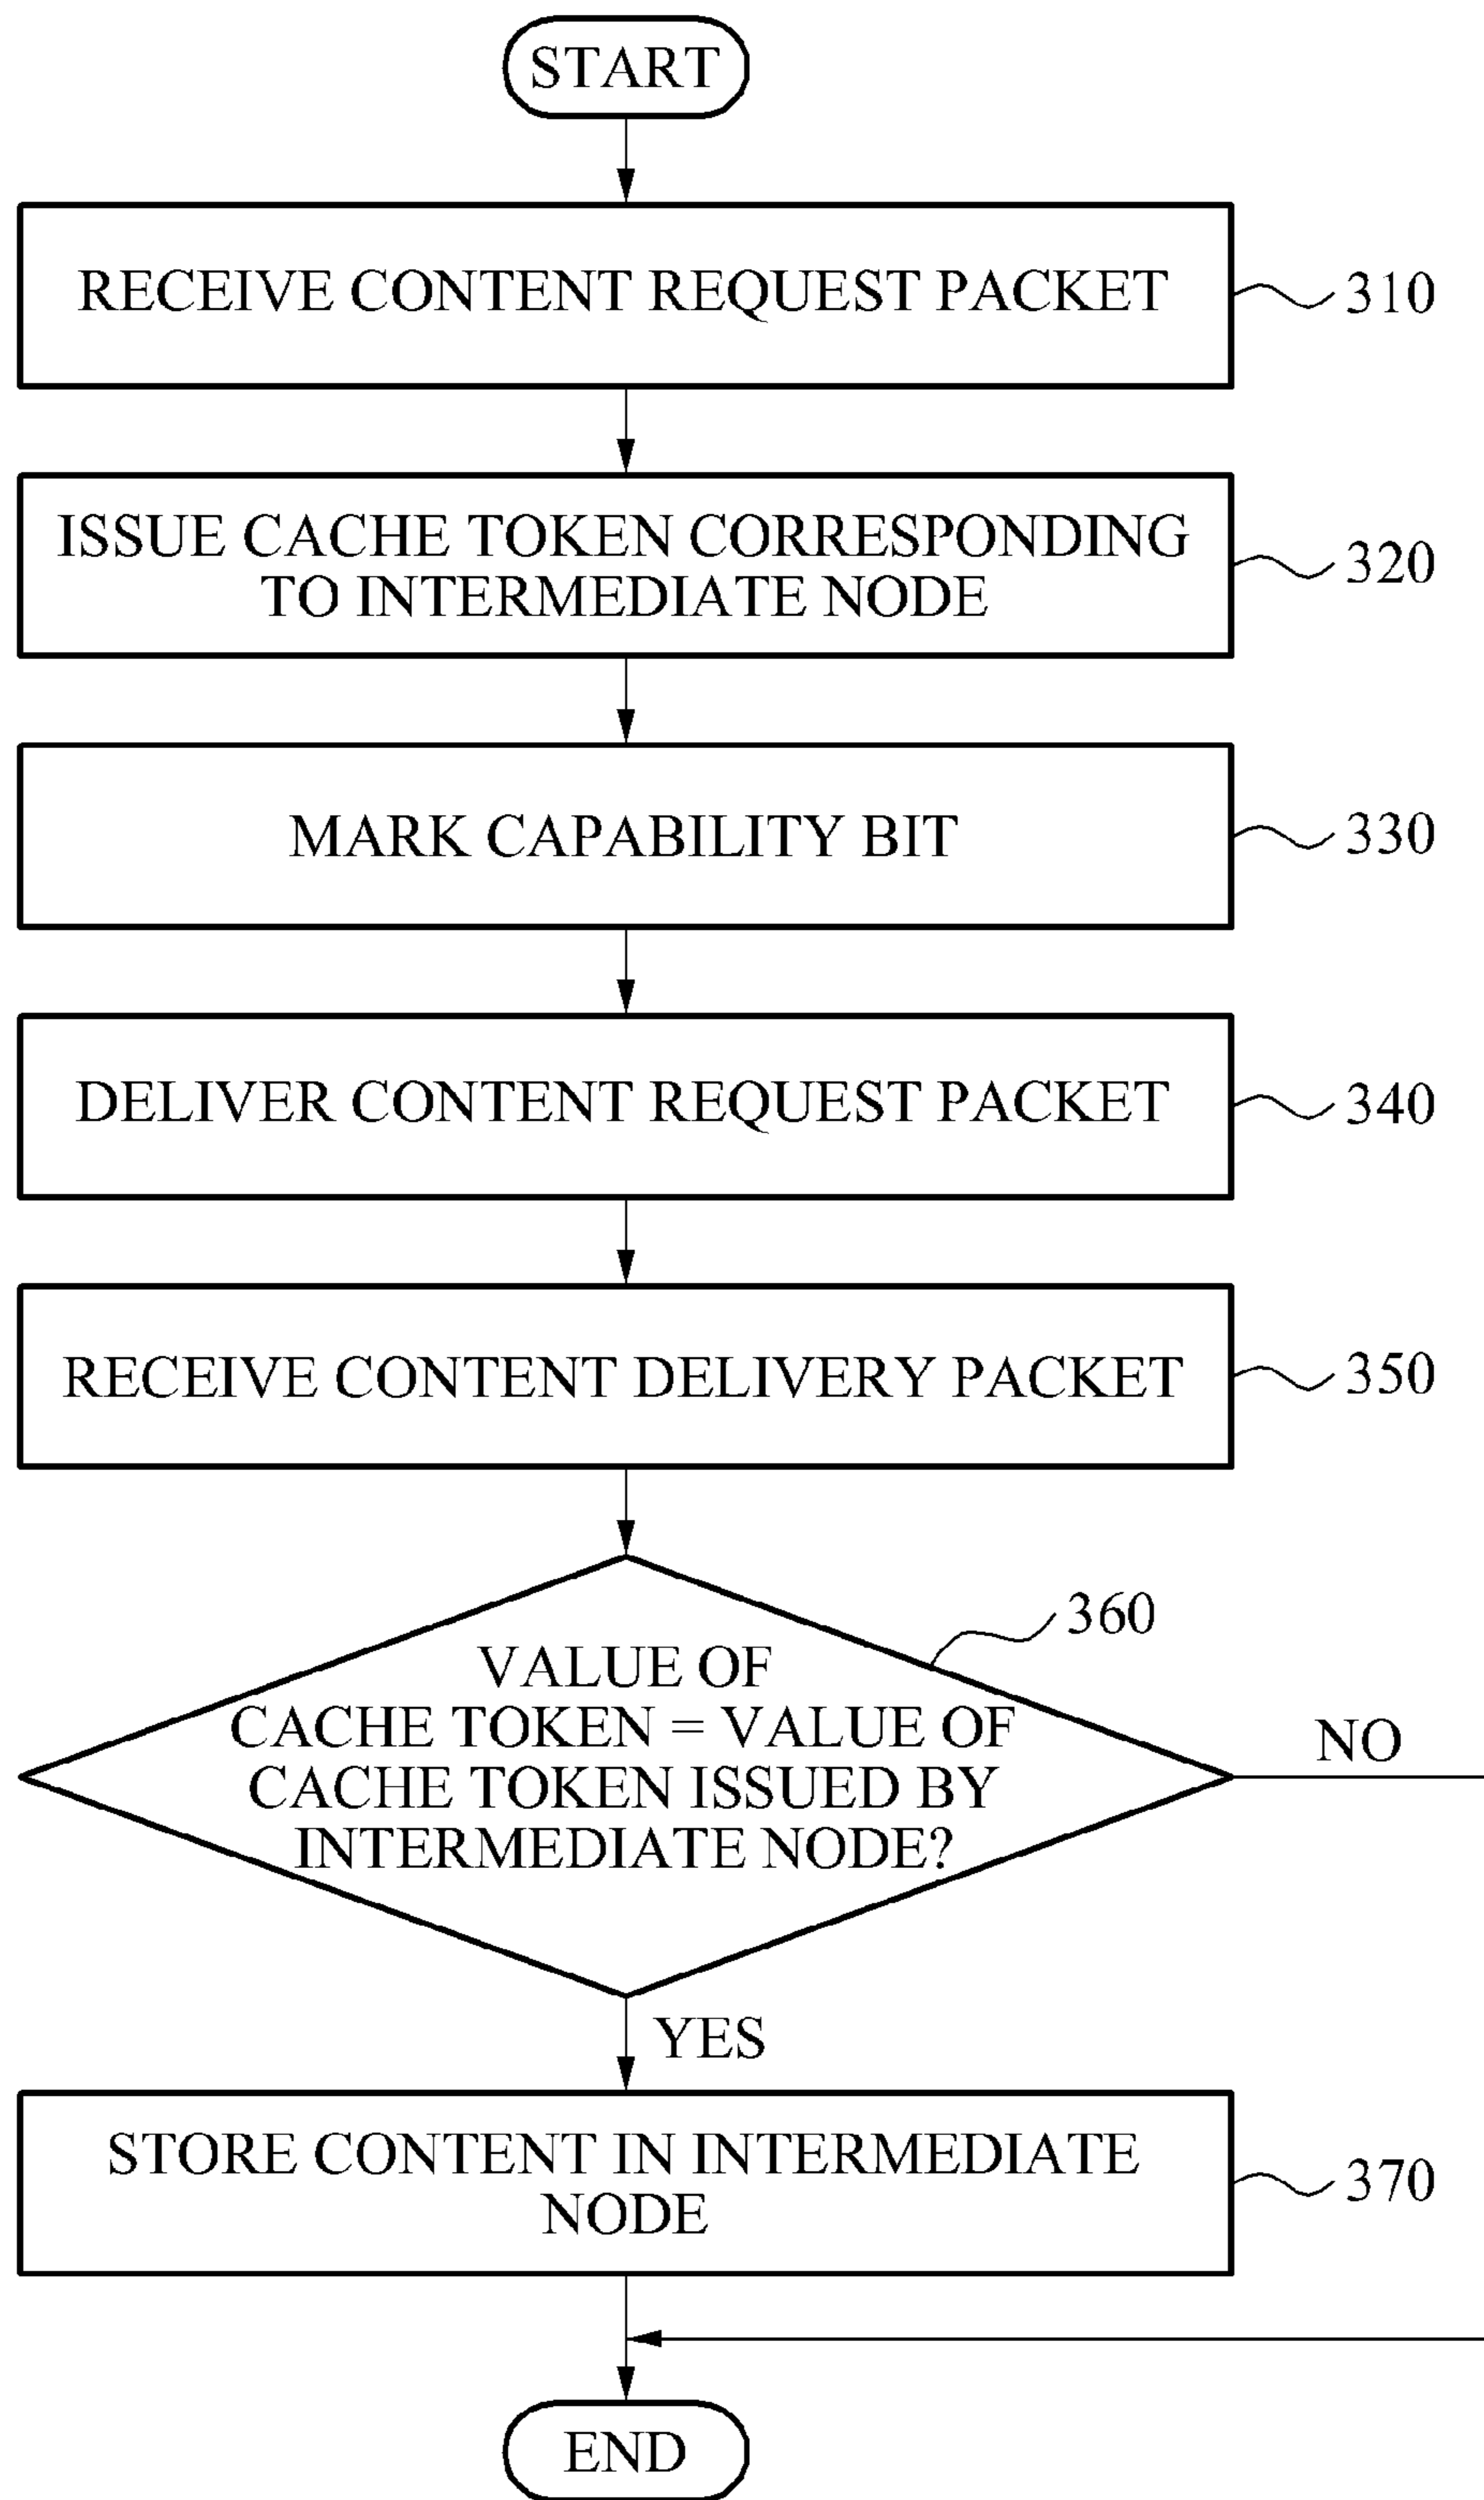 START
RECEIVE CONTENT REQUEST PACKET
310
ISSUE CACHE TOKEN CORRESPONDING
TO INTERMEDIATE NODE
320
MARK CAPABILITY BIT
330
DELIVER CONTENT REQUEST PACKET
340
RECEIVE CONTENT DELIVERY PACKET
350
360
VALUE OF
CACHE TOKEN = VALUE OF
CACHE TOKEN ISSUED BY
INTERMEDIATE NODE?
NO
YES
STORE CONTENT IN INTERMEDIATE
NODE
370
END